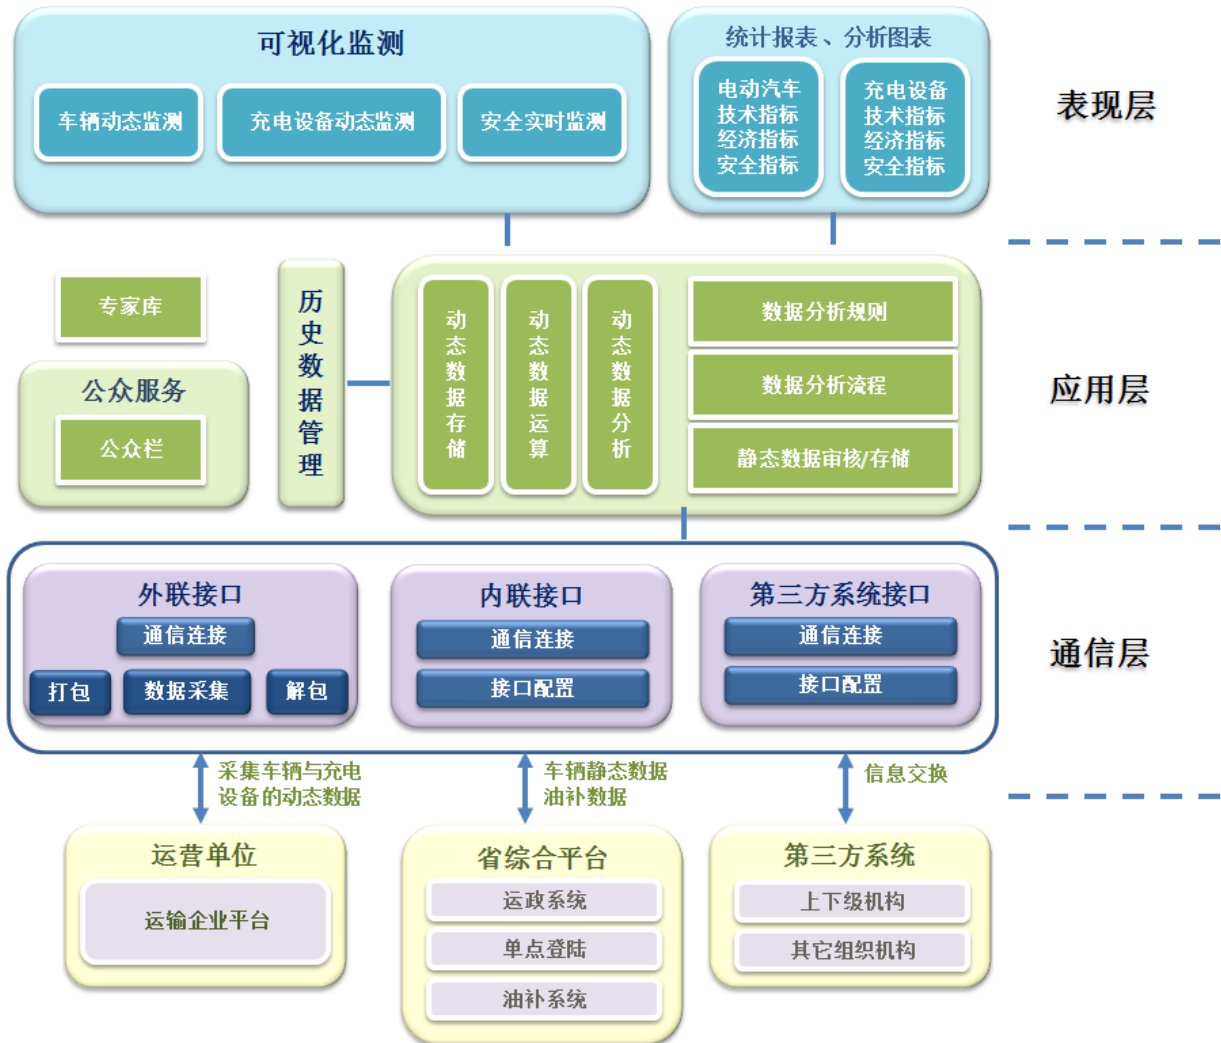 可视化监测
车辆动态监测
充电设备动态监测
安全实时监测
统计报表、分析图表
电动汽车
技术指标
经济指标
安全指标
充电设备
技术指标
经济指标
安全指标
表现层
专家库
公众服务
公众栏
历史数据管理
动态数据存储
动态数据运算
动态数据分析
数据分析规则
数据分析流程
静态数据审核/存储
应用层
外联接口
通信连接
打包
数据采集
解包
内联接口
通信连接
接口配置
第三方系统接口
通信连接
接口配置
通信层
采集车辆与充电
设备的动态数据
车辆静态数据
油补数据
信息交换
运营单位
运输企业平台
省综合平台
运政系统
单点登陆
油补系统
第三方系统
上下级机构
其它组织机构